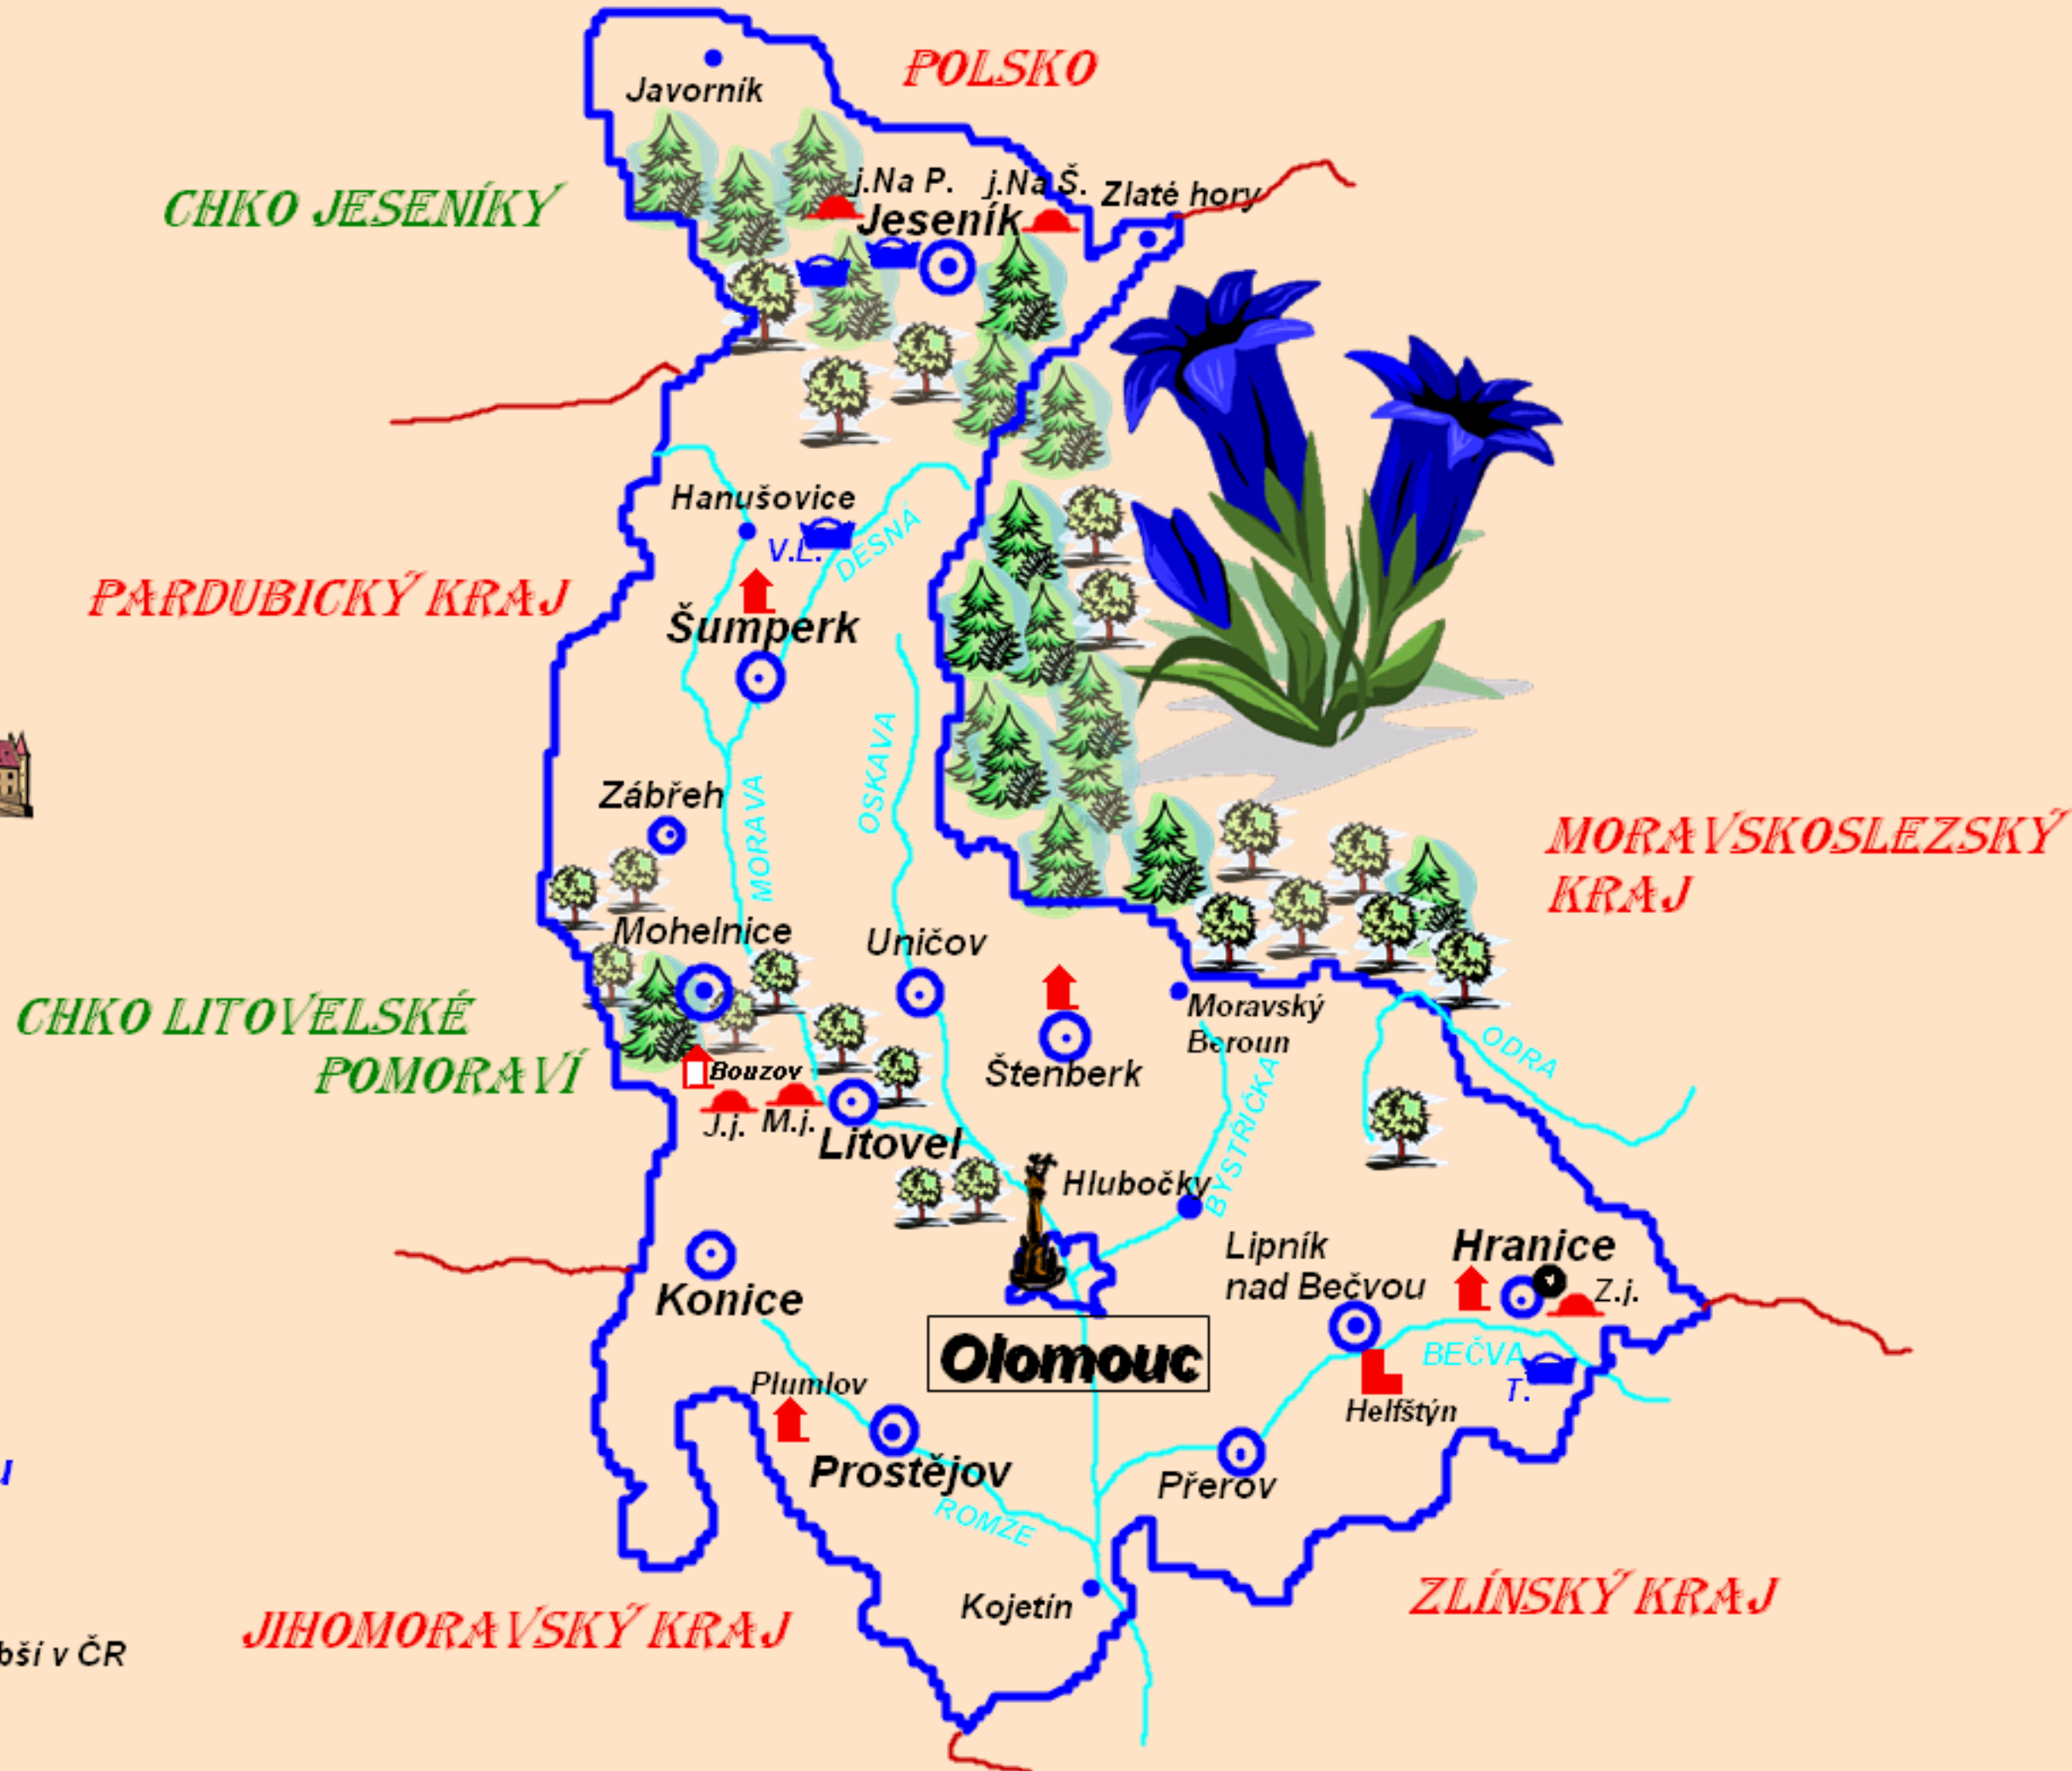 POLSKO
Javorník
CHKO JESENÍKY
j.Na P.
j.Na Š.
Zlaté hory
Jeseník
Hanušovice
V.L.
DESNÁ
PARDUBICKÝ KRAJ
Šumperk
OSKAVA
Zábřeh
MORAVA
MORAVSKOSLEZSKÝ
KRAJ
Mohelnice
Uničov
CHKO LITOVELSKÉ
POMORAVÍ
Moravský
Beroun
ODRA
Bouzov
Štenberk
J.j.
M.j.
Litovel
BYSTŘIČKA
Hlubočky
Lipník
nad Bečvou
Hranice
Z.j.
Konice
Olomouc
BEČVA
T.
Plumlov
Helfštýn
Prostějov
Přerov
u
ROMŽE
Kojetín
ZLÍNSKÝ KRAJ
JIHOMORAVSKÝ KRAJ
bší v ČR